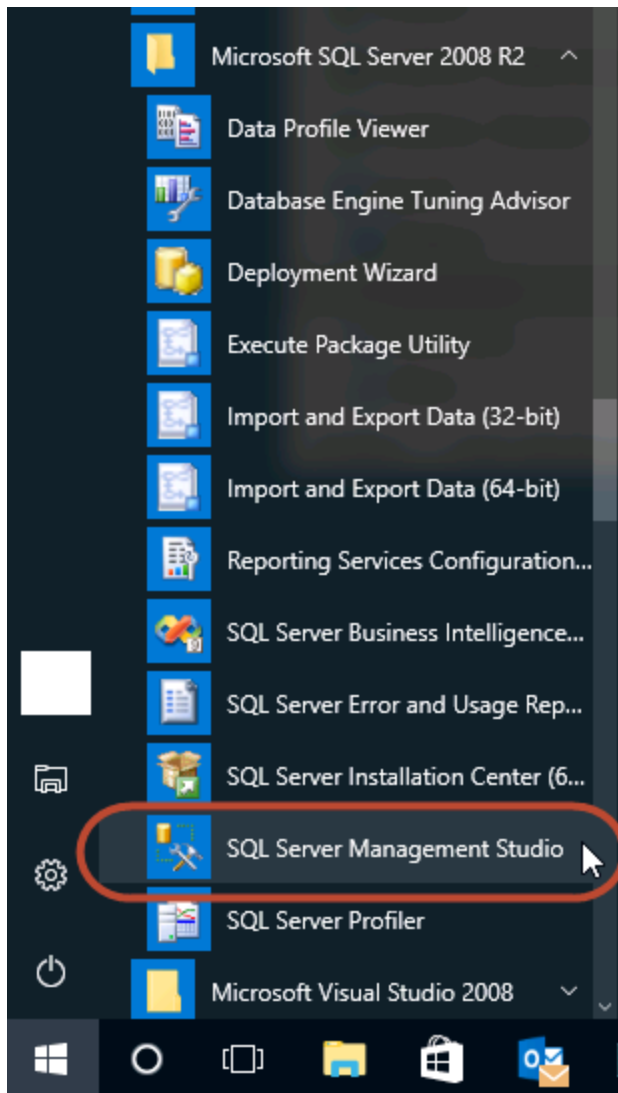 Microsoft SQL Server 2008 R2
Data Profile Viewer
Database Engine Tuning Advisor
Deployment Wizard
Execute Package Utility
Import and Export Data (32-bit)
Import and Export Data (64-bit)
Reporting Services Configuration...
SQL Server Business Intelligence...
SQL Server Error and Usage Rep...
SQL Server Installation Center (6...
SQL Server Management Studio
SQL Server Profiler
Microsoft Visual Studio 2008